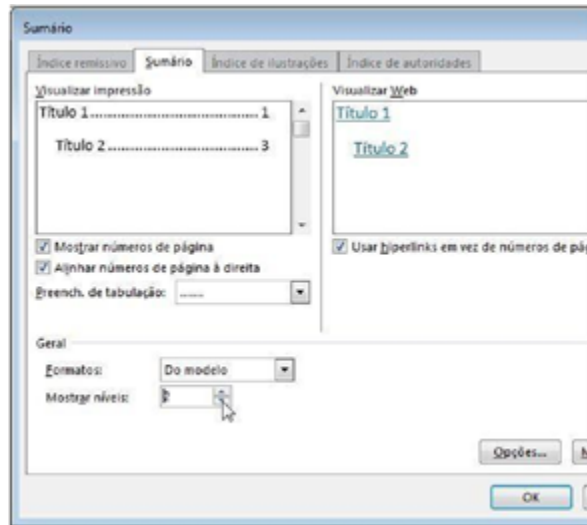 Sumário
Índice remissivo Sumário Índice de ilustrações Índice de autoridades
Visualizar impressão
Título 1 ........................................ 1
Título 2 ........................................ 3
Visualizar Web
Título 1
Título 2
Mostrar números de página
Alinhar números de página à direita
Preench. de tabulação: .......
Usar hiperlinks em vez de números de pág
Geral
Formatos: Do modelo
Mostrar níveis:
Opções...
OK